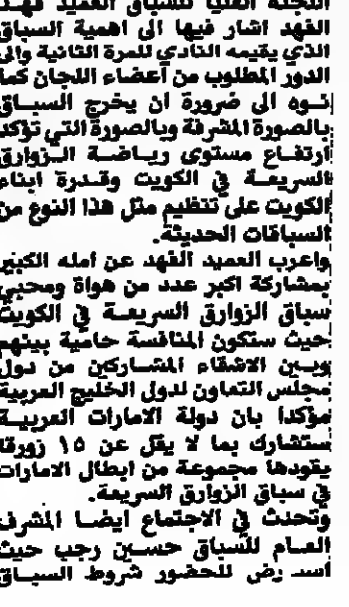 اللجنة العليا للسباق العميد فهد
الفهد اشار فيها الى اهمية السباق
الذي يقيمه النادي للمرة الثانية والى
الدور المطلوب من أعضاء اللجان كما
نوه الى ضرورة ان يخرج السباق
بالصورة المشرفة وبالصورة التي تؤكد
ارتفاع مستوى رياضة الزوارق
السريعة في الكويت وقدرة ابناء
الكويت على تنظيم مثل هذا النوع من
السباقات الحديثة.
واعرب العميد الفهد عن امله الكبير
بمشاركة اكبر عدد من هواة ومحبي
سباق الزوارق السريعة في الكويت
حيث ستكون المنافسة حامية بينهم
وبين الاشقاء المشاركين من دول
مجلس التعاون لدول الخليج العربية
مؤكدا بان دولة الامارات العربية
ستشارك بما لا يقل عن ١٥ زورقا
يقودها مجموعة من ابطال الامارات
في سباق الزوارق السريعة.
وتحدث في الاجتماع ايضا المشرف
العام للسباق حسين رجب حيث
للحضور شروط السباق